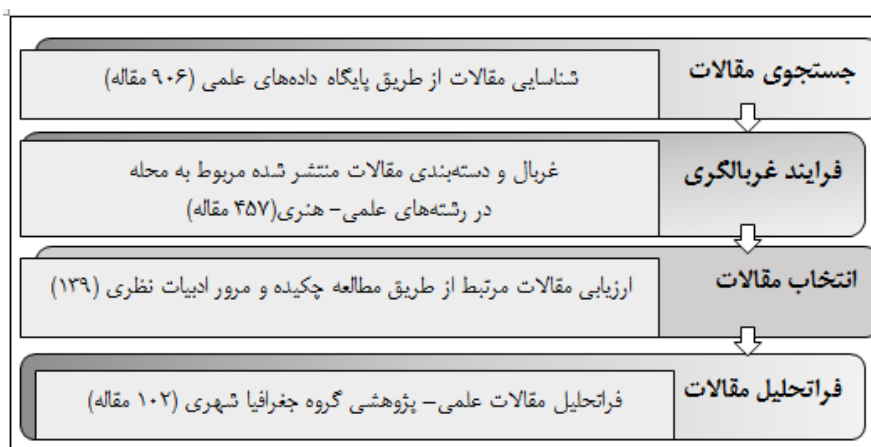 جستجوی مقالات
شناسایی مقالات از طریق پایگاه داده‌های علمی (۹۰۶ مقاله)
فرایند غربالگری
غربال و دسته‌بندی مقالات منتشر شده مربوط به محله
در رشته‌های علمی- هنری(۴۵۷ مقاله)
انتخاب مقالات
ارزیابی مقالات مرتبط از طریق مطالعه چکیده و مرور ادبیات نظری (۱۳۹)
فراتحلیل مقالات
فراتحلیل مقالات علمی- پژوهشی گروه جغرافیا شهری (۱۰۲ مقاله)